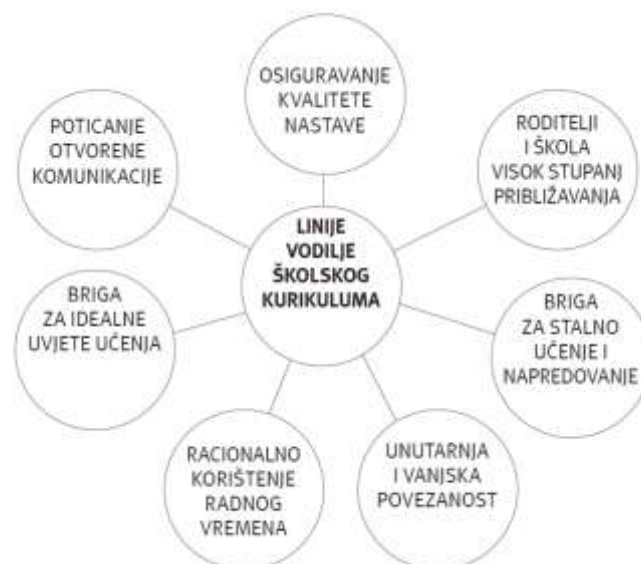 OSIGURAVANJE
KVALITETE
NASTAVE
POTICANJE
OTVORENE
KOMUNIKACIJE
RODITELJI
I ŠKOLA
VISOK STUPANJ
PRIBLIŽAVANJA
LINIJE
VODILJE
ŠKOLSKOG
KURIKULUMA
BRIGA
ZA IDEALNE
UVJETE UČENJA
BRIGA
ZA STALNO
UČENJE I
NAPREDOVANJE
RACIONALNO
KORIŠTENJE
RADNOG
VREMENA
UNUTARNJA
I VANJSKA
POVEZANOST